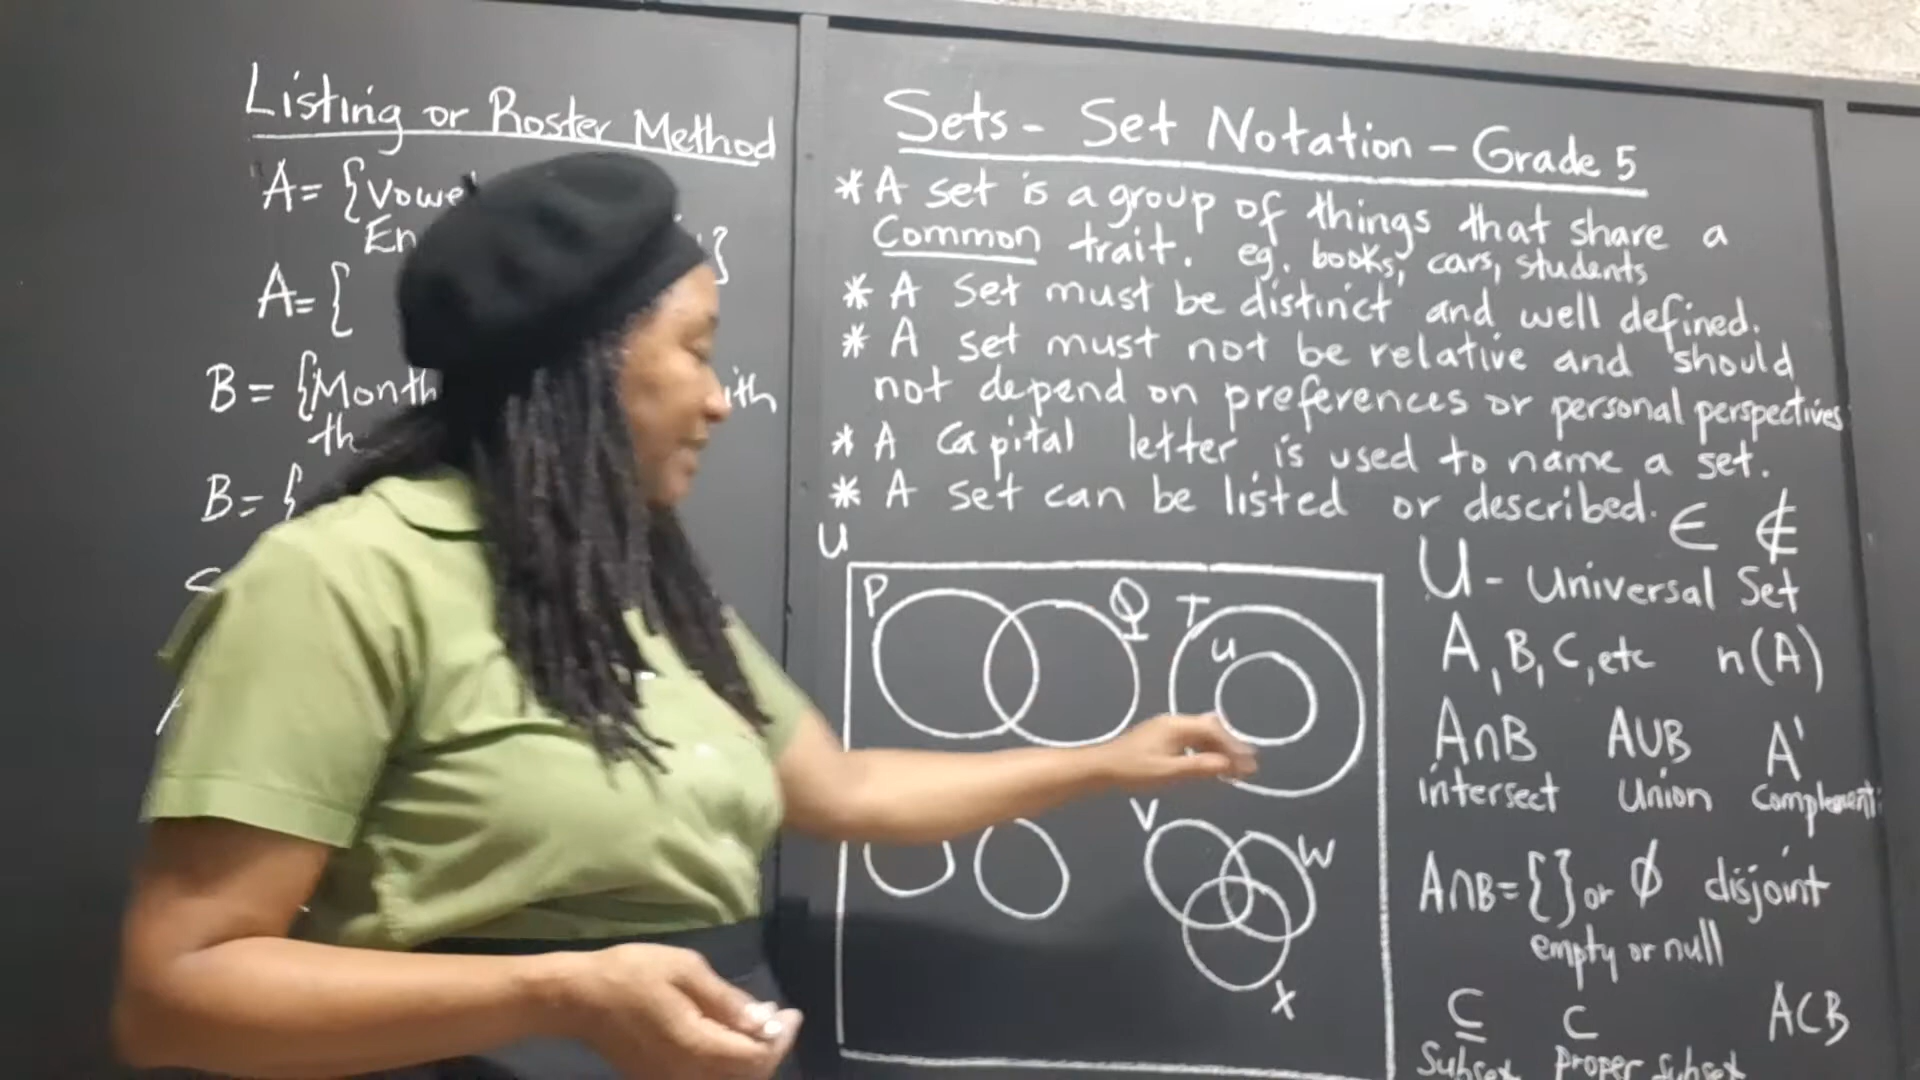 Listing or Roster Method
A= {Vowel
En }
A= {
B = {Month ith
th
B = {
Sets - Set Notation - Grade 5
* A set is a group of things that share a
Common trait. eg. books, cars, students
* A set must be distinct and well defined.
* A set must not be relative and should
not depend on preferences or personal perspectives
* A capital letter is used to name a set.
* A set can be listed or described.
∈ ∉
U
P Q T
u
V W
X
U - Universal Set
A, B, C, etc n(A)
A∩B A∪B A'
intersect Union Complement
A∩B = { } or ∅ disjoint
empty or null
⊆ ⊂ A⊂B
Subset Proper Subset